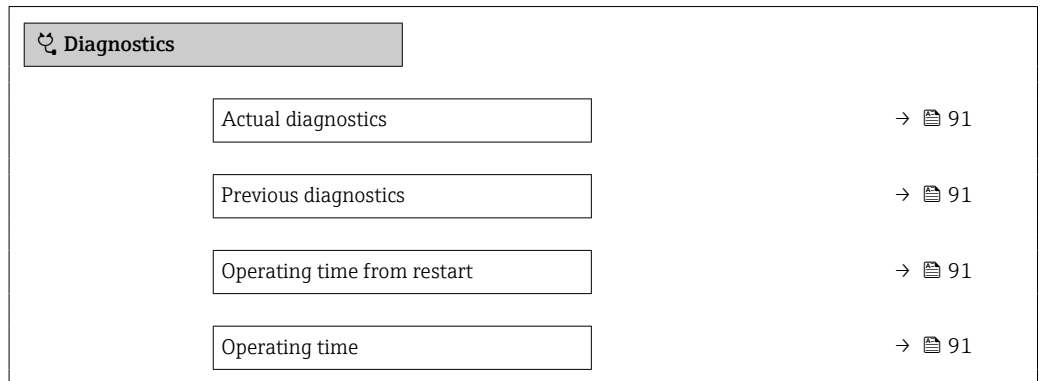 Diagnostics
Actual diagnostics → 91
Previous diagnostics → 91
Operating time from restart → 91
Operating time → 91